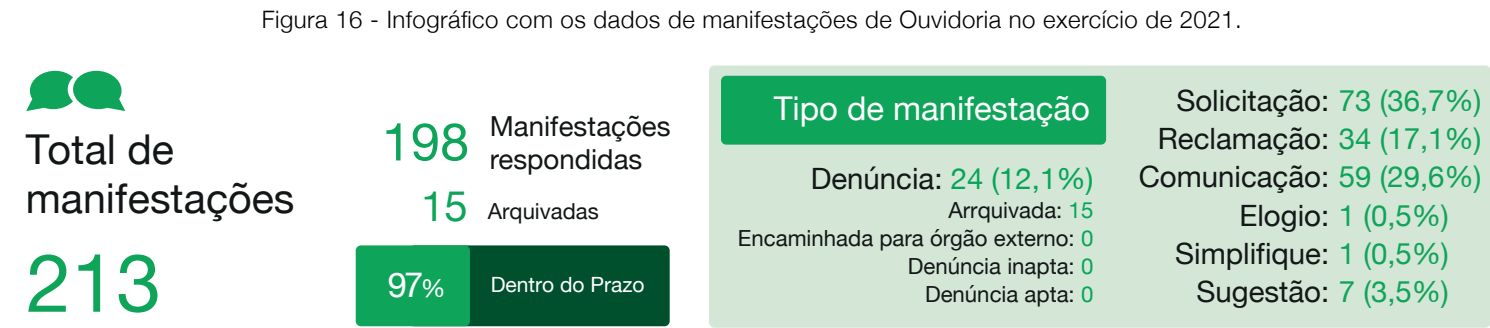 Figura 16 - Infográfico com os dados de manifestações de Ouvidoria no exercício de 2021.
Total de
manifestações
213
198 Manifestações
respondidas
15 Arquivadas
97% Dentro do Prazo
Tipo de manifestação
Denúncia: 24 (12,1%)
Arrquivada: 15
Encaminhada para órgão externo: 0
Denúncia inapta: 0
Denúncia apta: 0
Solicitação: 73 (36,7%)
Reclamação: 34 (17,1%)
Comunicação: 59 (29,6%)
Elogio: 1 (0,5%)
Simplifique: 1 (0,5%)
Sugestão: 7 (3,5%)